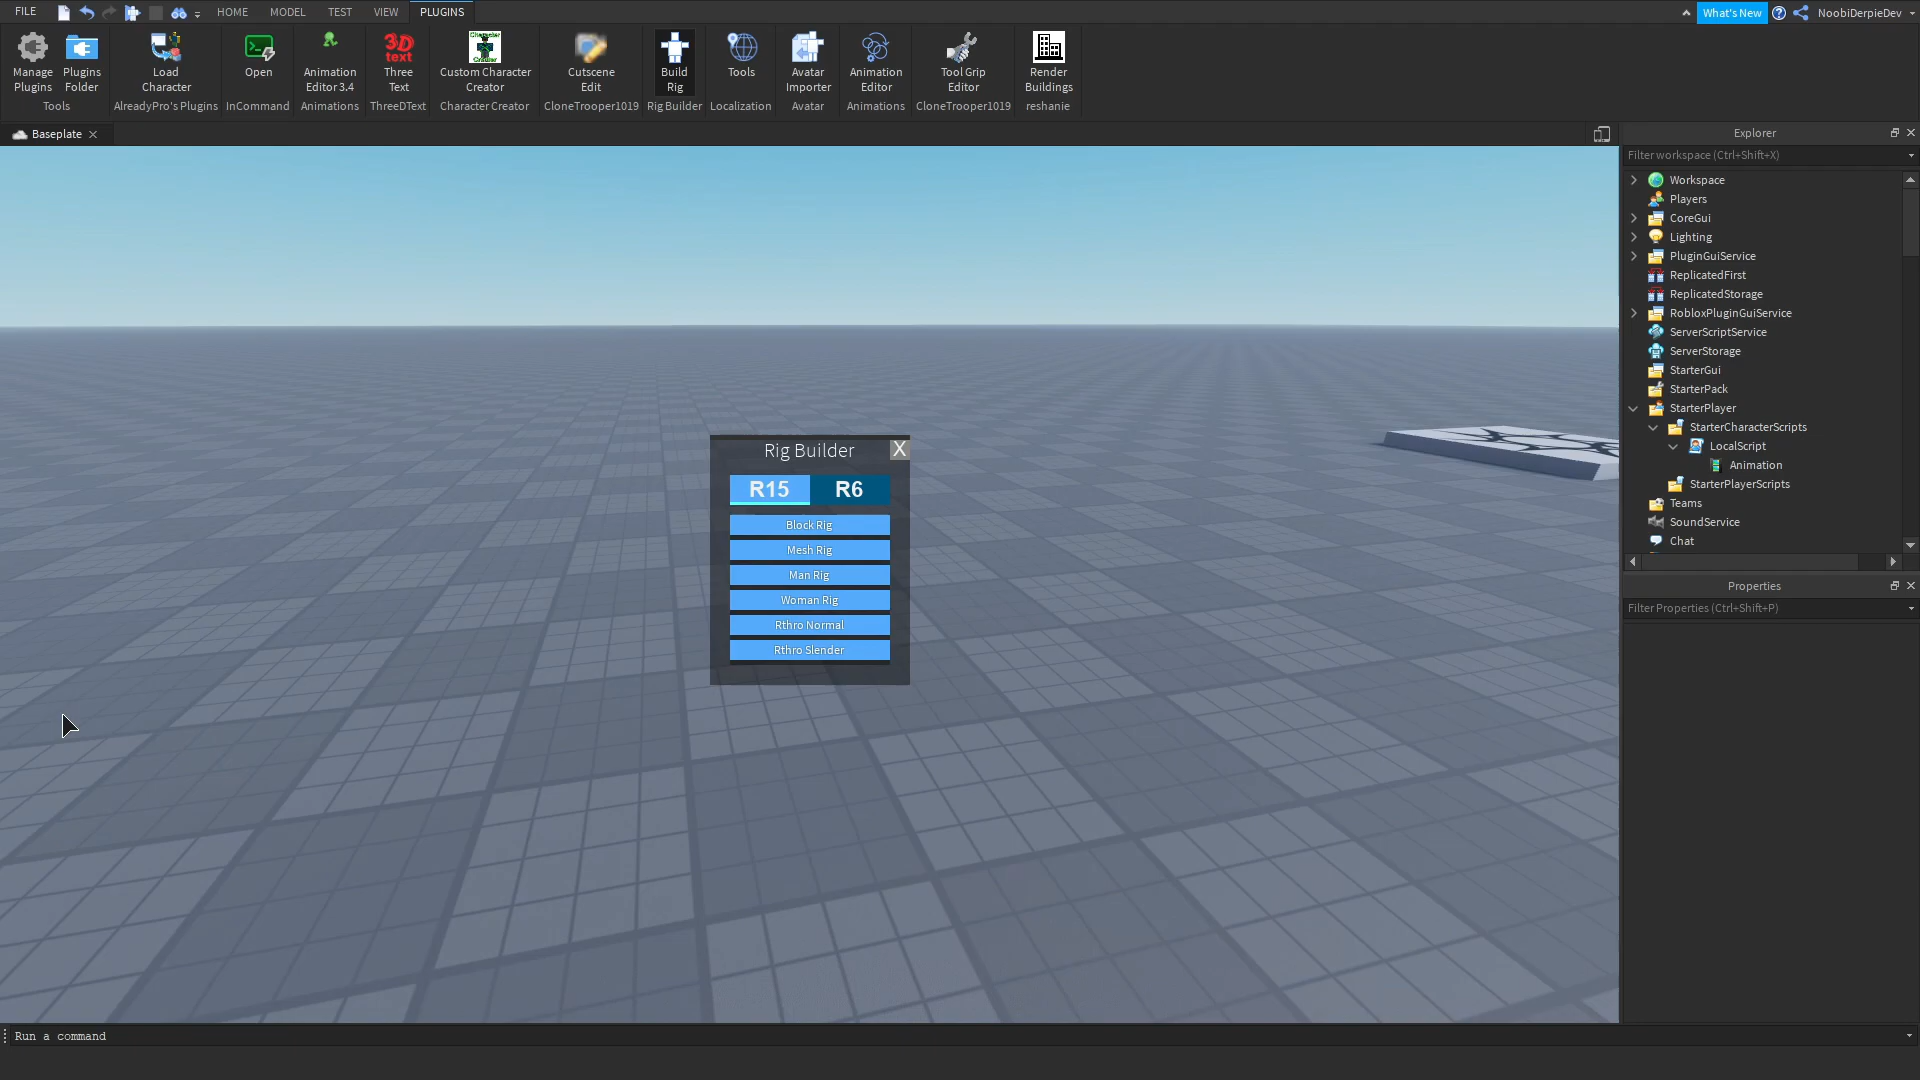 FILE
HOME
MODEL
TEST
VIEW
PLUGINS
What's New
NoobiDerpieDev
Manage Plugins
Plugins Folder
Tools
Load Character
AlreadyPro's Plugins
Open
InCommand
Animation Editor 3.4
Animations
3D text
Three Text
ThreeDText
Character Creator
Custom Character Creator
Character Creator
Cutscene Edit
CloneTrooper1019
Build Rig
Rig Builder
Tools
Localization
Avatar Importer
Avatar
Animation Editor
Animations
Tool Grip Editor
CloneTrooper1019
Render Buildings
reshanie
Baseplate
Rig Builder
X
R15
R6
Block Rig
Mesh Rig
Man Rig
Woman Rig
Rthro Normal
Rthro Slender
Explorer
Filter workspace (Ctrl+Shift+X)
Workspace
Players
CoreGui
Lighting
PluginGuiService
ReplicatedFirst
ReplicatedStorage
RobloxPluginGuiService
ServerScriptService
ServerStorage
StarterGui
StarterPack
StarterPlayer
StarterCharacterScripts
LocalScript
Animation
StarterPlayerScripts
Teams
SoundService
Chat
Properties
Filter Properties (Ctrl+Shift+P)
Run a command